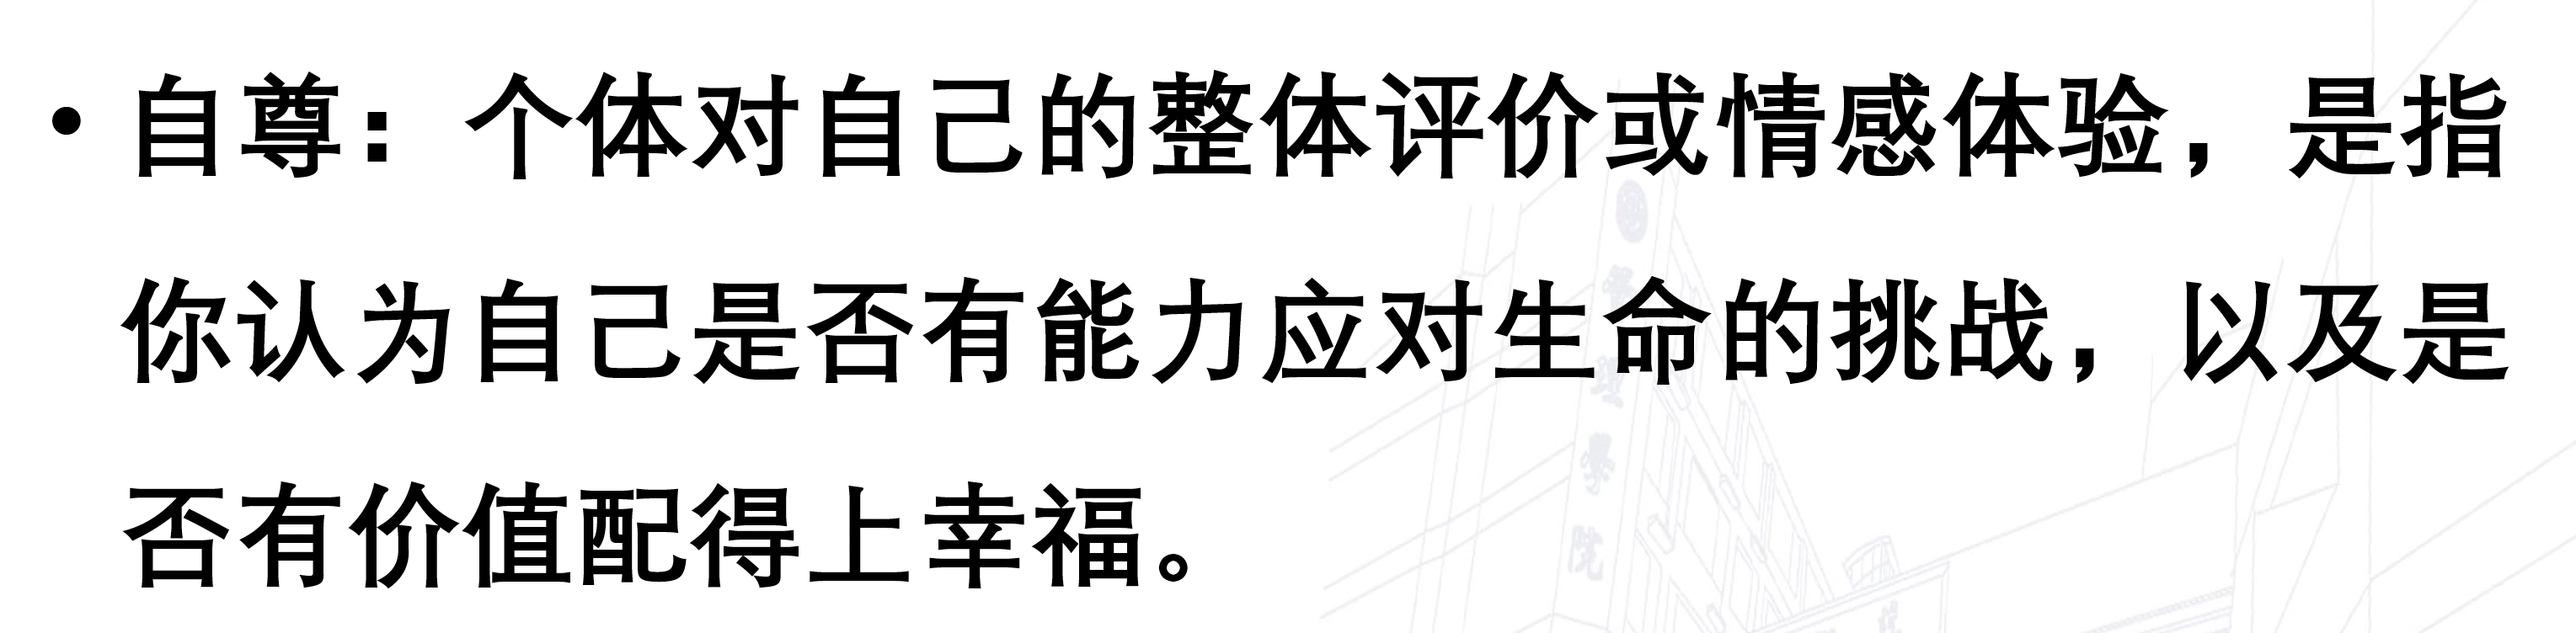 • 自尊：个体对自己的整体评价或情感体验，是指
你认为自己是否有能力应对生命的挑战，以及是
否有价值配得上幸福。